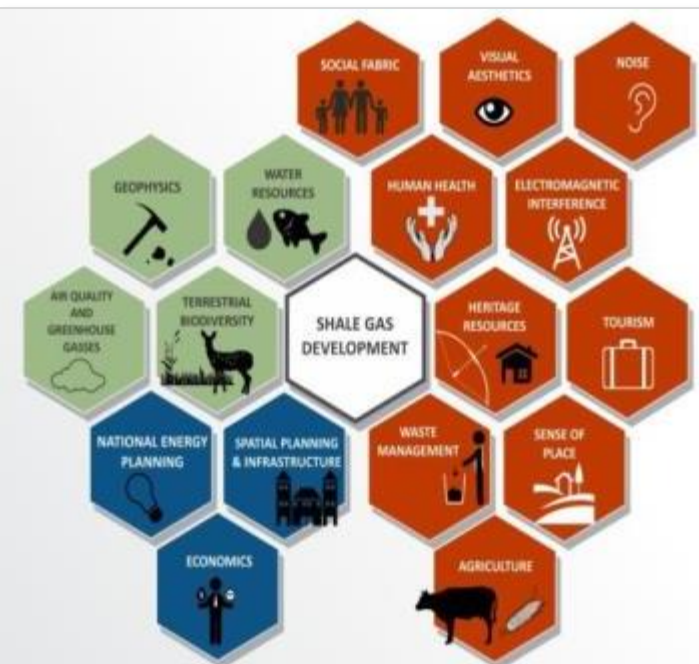 SOCIAL FABRIC
VISUAL
AESTHETICS
NOISE
GEOPHYSICS
WATER
RESOURCES
HUMAN HEALTH
ELECTROMAGNETIC
INTERFERENCE
AIR QUALITY
AND
GREENHOUSE
GASSES
TERRESTRIAL
BIODIVERSITY
SHALE GAS
DEVELOPMENT
HERITAGE
RESOURCES
TOURISM
NATIONAL ENERGY
PLANNING
SPATIAL PLANNING
& INFRASTRUCTURE
WASTE
MANAGEMENT
SENSE OF
PLACE
ECONOMICS
AGRICULTURE